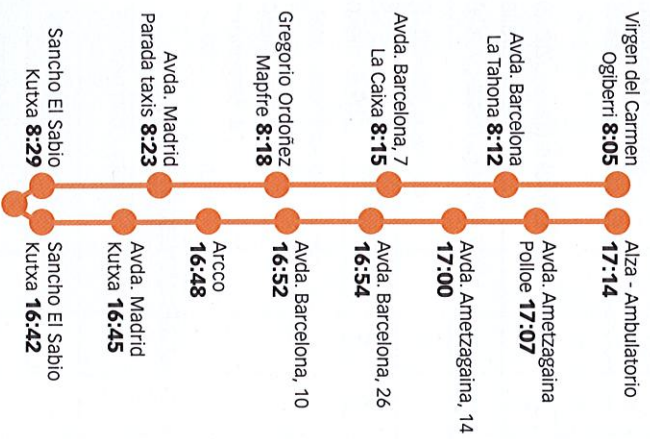 Virgen del Carmen
Ogiberri 8:05
Avda. Barcelona
La Tahona 8:12
Avda. Barcelona, 7
La Caixa 8:15
Gregorio Ordoñez
Mapfre 8:18
Avda. Madrid
Parada taxis 8:23
Sancho El Sabio
Kutxa 8:29
Sancho El Sabio
Kutxa 16:42
Avda. Madrid
Kutxa 16:45
Arcco
16:48
Avda. Barcelona, 10
16:52
Avda. Barcelona, 26
16:54
Avda. Ametzagaina, 14
17:00
Avda. Ametzagaina
Polloe 17:07
Alza - Ambulatorio
17:14